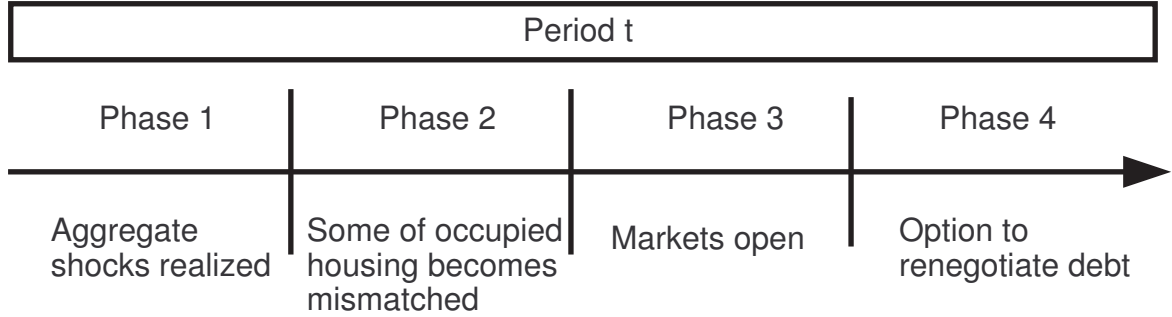 Period t
Phase 1
Phase 2
Phase 3
Phase 4
Aggregate
shocks realized
Some of occupied
housing becomes
mismatched
Markets open
Option to
renegotiate debt